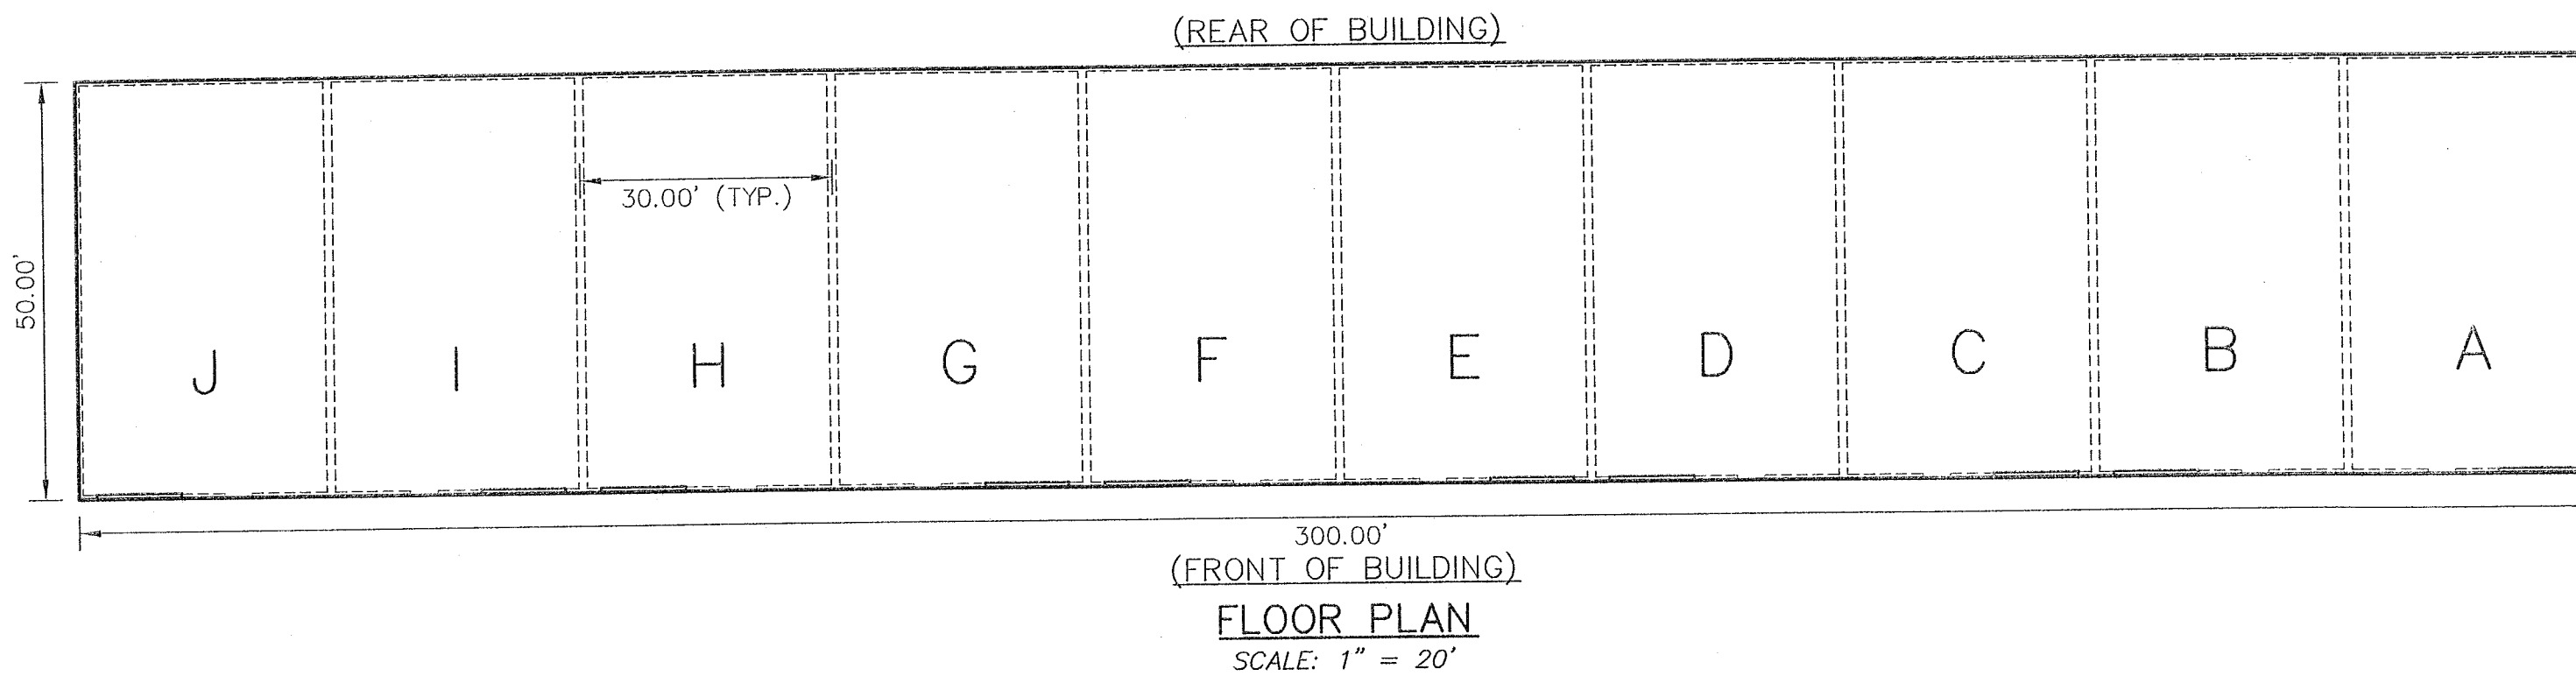 (REAR OF BUILDING)
30.00' (TYP.)
50.00'
J I H G F E D C B A
300.00'
(FRONT OF BUILDING)
FLOOR PLAN
SCALE: 1" = 20'